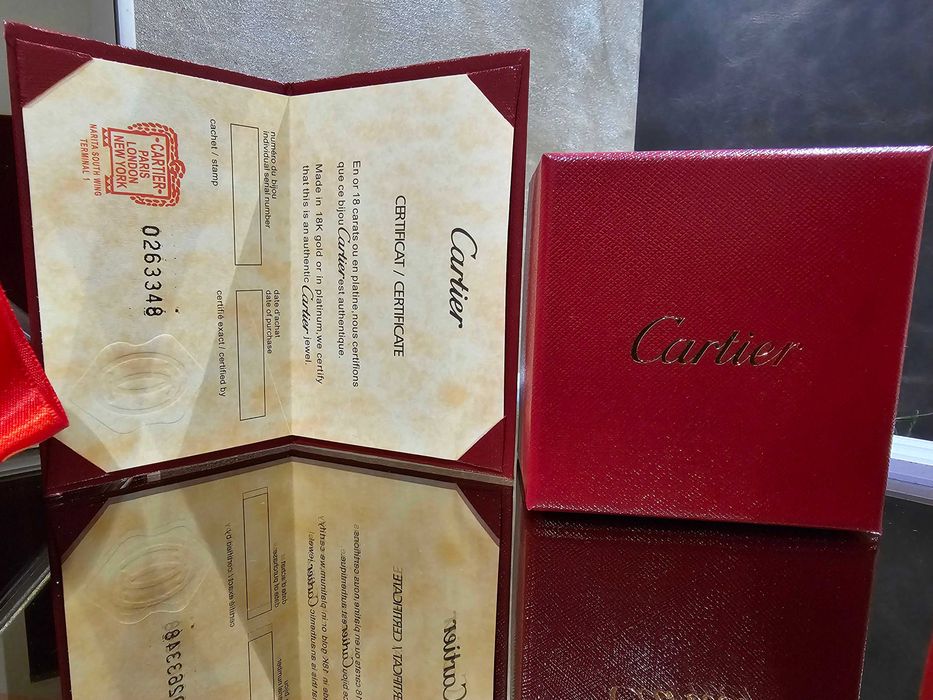 Cartier
CERTIFICAT / CERTIFICATE
En or 18 carats ou en platine,nous certifions
que ce bijou Cartier est authentique.
Made in 18K gold or in platinum,we certify
that this is an authentic Cartier jewel.
numéro du bijou
individual serial number
date d'achat
date of purchase
cachet / stamp
certifié exact / certified by
CARTIER
PARIS
LONDON
NEW YORK
NARITA SOUTH WING
TERMINAL 1
0263348
Cartier